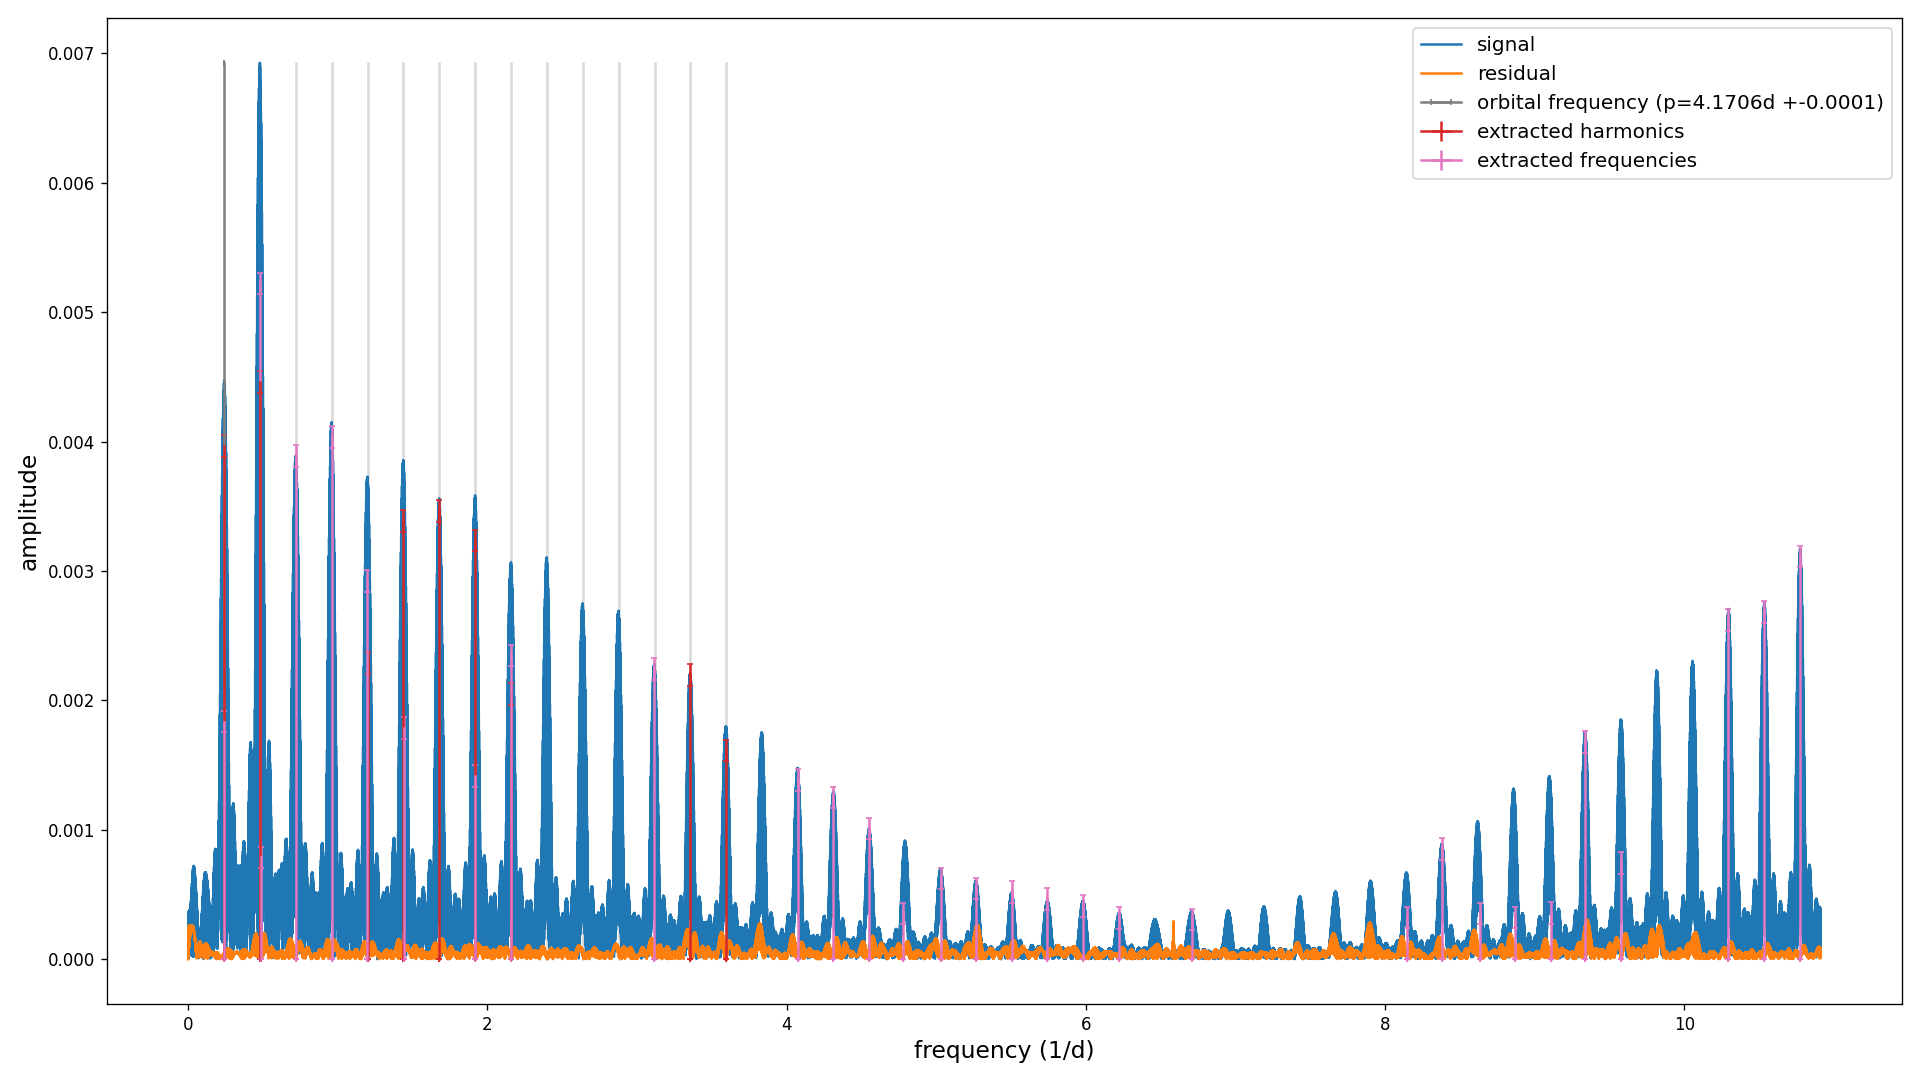 signal
residual
orbital frequency (p=4.1706d +-0.0001)
extracted harmonics
extracted frequencies
0.007
0.006
0.005
0.004
0.003
0.002
0.001
0.000
amplitude
0 2 4 6 8 10
frequency (1/d)